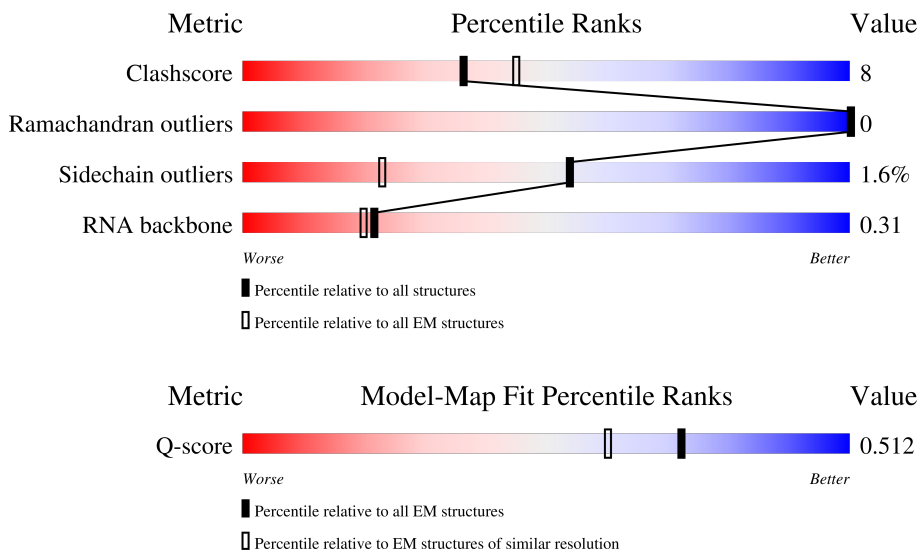 Metric Percentile Ranks Value
Clashscore 8
Ramachandran outliers 0
Sidechain outliers 1.6%
RNA backbone 0.31
Worse Better
Percentile relative to all structures
Percentile relative to all EM structures
Metric Model-Map Fit Percentile Ranks Value
Q-score 0.512
Worse Better
Percentile relative to all EM structures
Percentile relative to EM structures of similar resolution